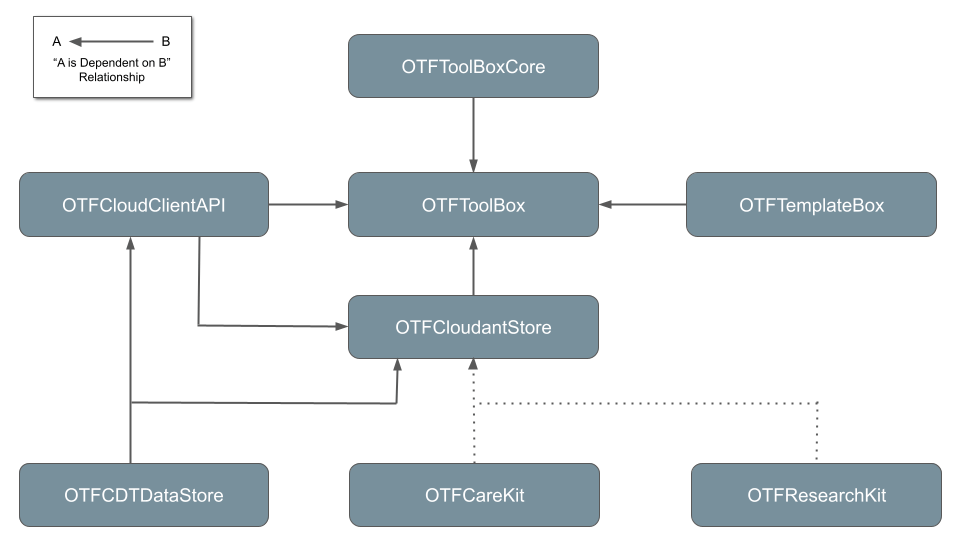 A B
“A is Dependent on B”
Relationship
OTFToolBoxCore
OTFCloudClientAPI
OTFToolBox
OTFTemplateBox
OTFCloudantStore
OTFCDTDataStore
OTFCareKit
OTFResearchKit